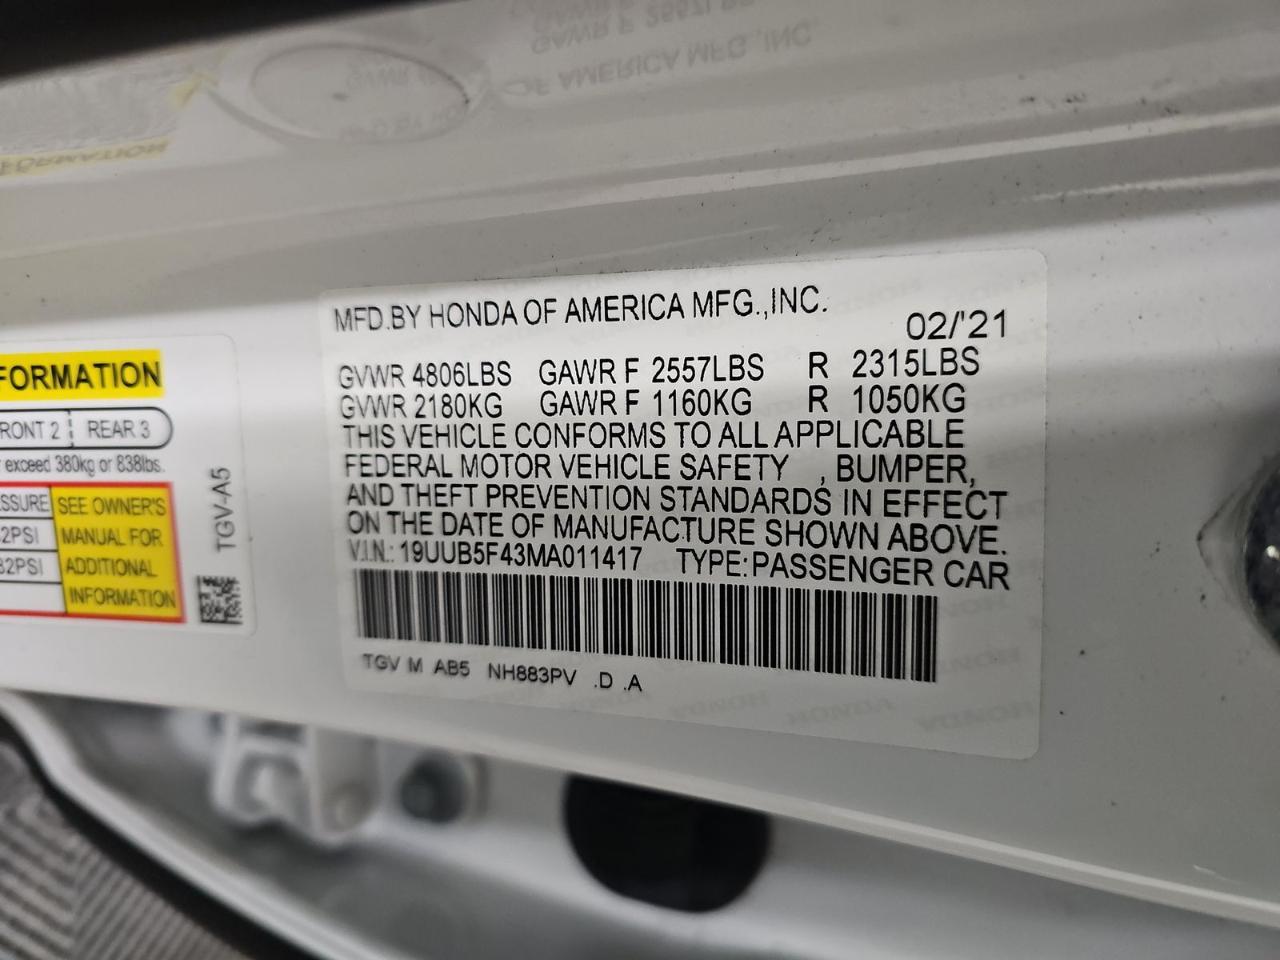 MFD.BY HONDA OF AMERICA MFG.,INC.
02/'21
GVWR 4806LBS GAWR F 2557LBS R 2315LBS
GVWR 2180KG GAWR F 1160KG R 1050KG
THIS VEHICLE CONFORMS TO ALL APPLICABLE
FEDERAL MOTOR VEHICLE SAFETY , BUMPER,
AND THEFT PREVENTION STANDARDS IN EFFECT
ON THE DATE OF MANUFACTURE SHOWN ABOVE.
V.I.N.: 19UUB5F43MA011417 TYPE:PASSENGER CAR
TGV M AB5 NH883PV .D .A
FORMATION
RONT 2 REAR 3
exceed 380kg or 838lbs.
SSURE
2PSI
32PSI
SEE OWNER'S
MANUAL FOR
ADDITIONAL
INFORMATION
TGV-A5